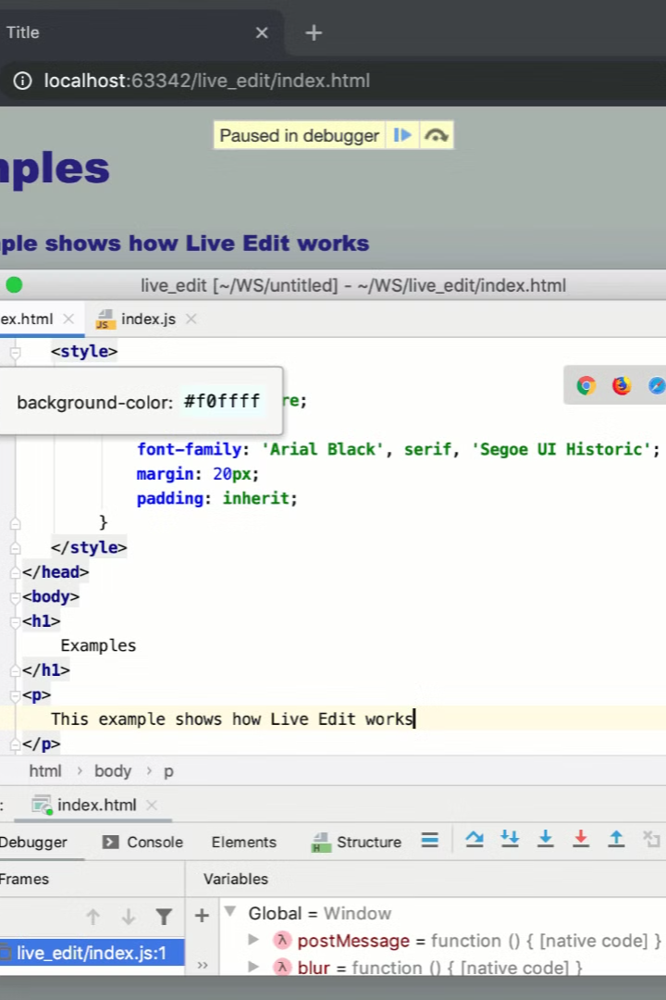 Title
localhost:63342/live_edit/index.html
Paused in debugger
mples
ple shows how Live Edit works
live_edit [~/WS/untitled] - ~/WS/live_edit/index.html
ex.html
index.js
<style>
background-color: #f0ffff
re;
font-family: 'Arial Black', serif, 'Segoe UI Historic';
margin: 20px;
padding: inherit;
}
</style>
</head>
<body>
<h1>
Examples
</h1>
<p>
This example shows how Live Edit works
</p>
html › body › p
: index.html
Debugger Console Elements Structure
Frames Variables
Global = Window
postMessage = function () { [native code] }
live_edit/index.js:1
blur = function () { [native code] }